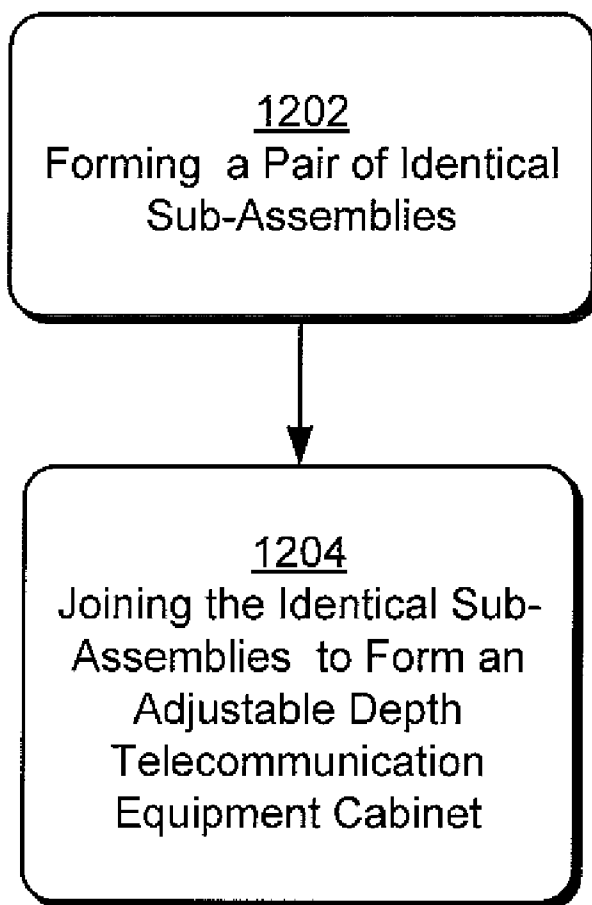 1202
Forming a Pair of Identical
Sub-Assemblies
1204
Joining the Identical Sub-
Assemblies to Form an
Adjustable Depth
Telecommunication
Equipment Cabinet